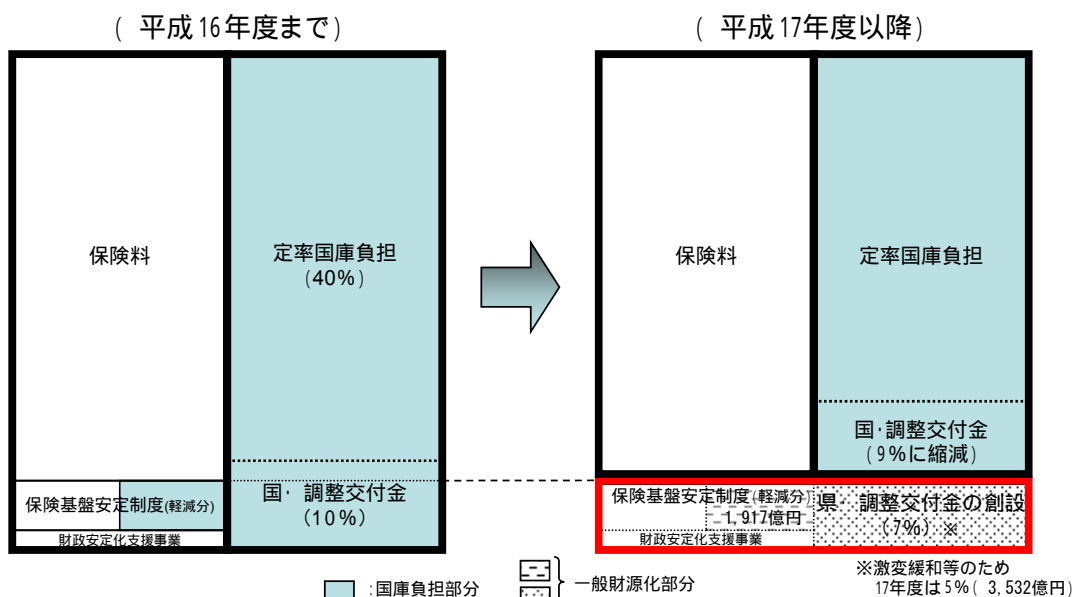 ( 平成16年度まで)
保険料
定率国庫負担
(40%)
保険基盤安定制度(軽減分)
財政安定化支援事業
国・ 調整交付金
(10%)
( 平成17年度以降)
保険料
定率国庫負担
国・調整交付金
(9%に縮減)
保険基盤安定制度(軽減分)
1,917億円
財政安定化支援事業
県・ 調整交付金の創設
(7%) ※
:国庫負担部分
一般財源化部分
※激変緩和等のため
17年度は5%( 3,532億円)